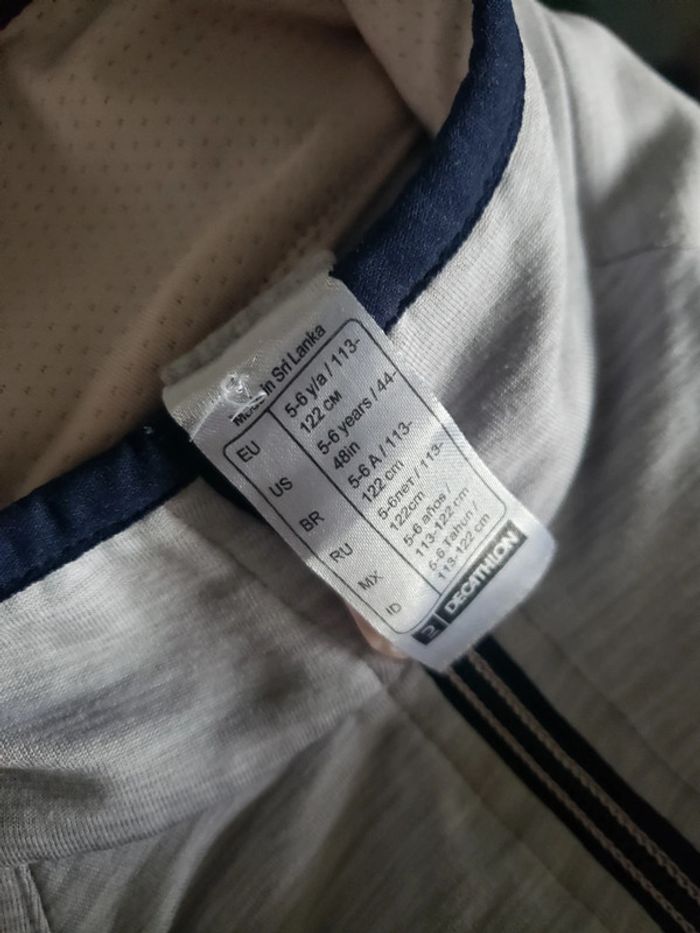 Made in Sri Lanka
EU 5-6 y/a / 113-
122 CM
US 5-6 years / 44-
48in
BR 5-6 A / 113-
122 cm
RU 5-6лет / 113-
122cm
MX 5-6 años /
113-122 cm
ID 5-6 Tahun /
113-122 cm
2 DECATHLON